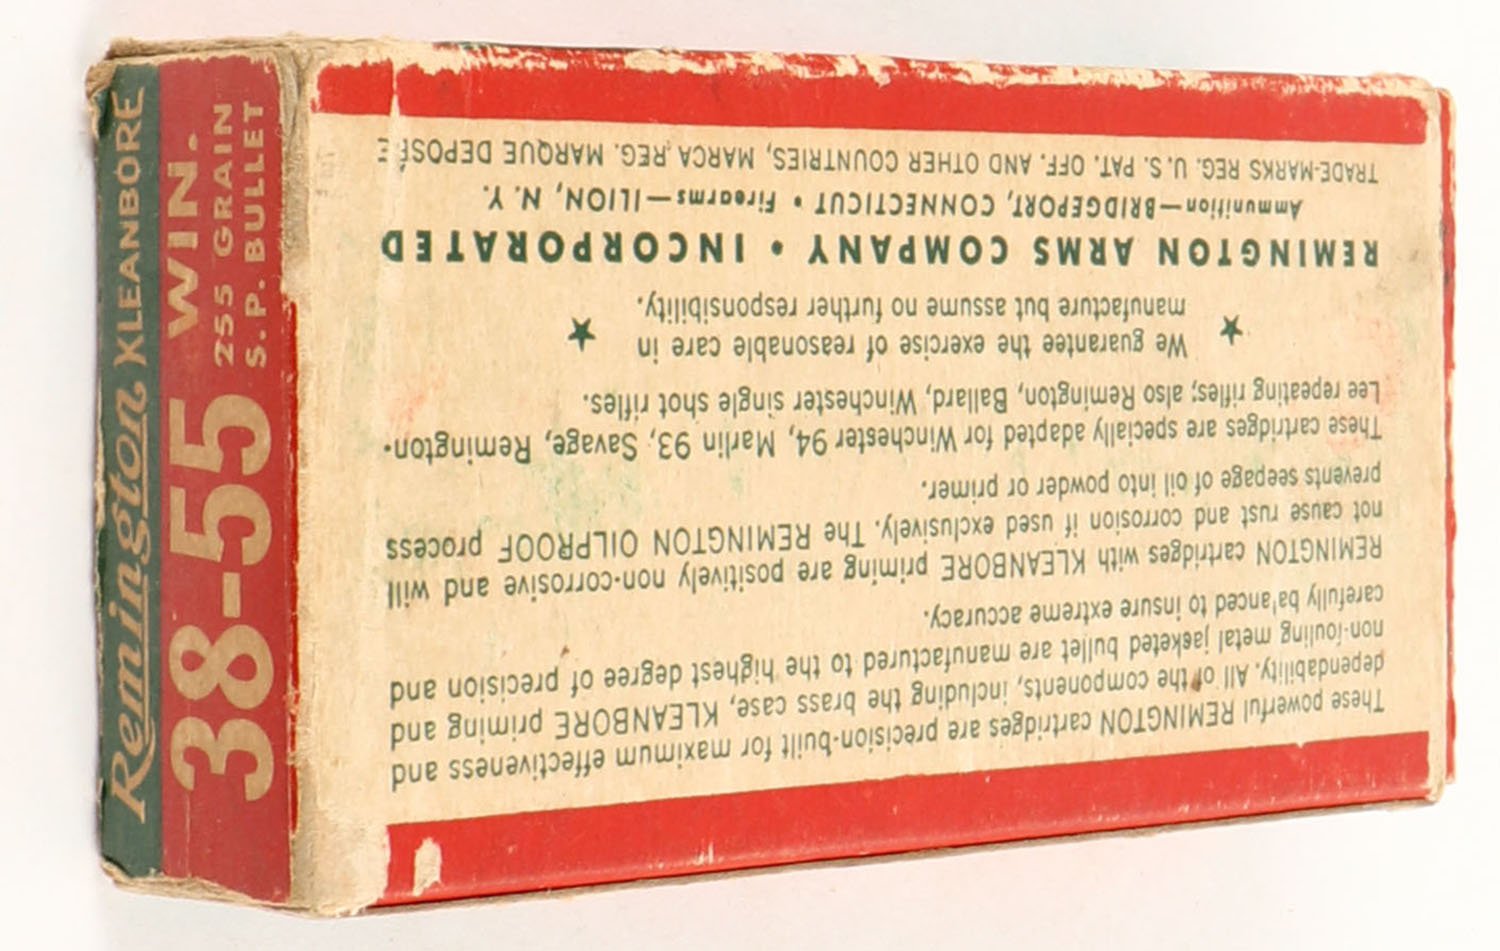 Remington KLEANBORE
38-55 WIN.
255 GRAIN
S.P. BULLET
These powerful REMINGTON cartridges are precision-built for maximum effectiveness and
dependability. All of the components, including the brass case, KLEANBORE priming and
non-fouling metal jacketed bullet are manufactured to the highest degree of precision and
carefully balanced to insure extreme accuracy.
REMINGTON cartridges with KLEANBORE priming are positively non-corrosive and will
not cause rust and corrosion if used exclusively. The REMINGTON OILPROOF process
prevents seepage of oil into powder or primer.
These cartridges are specially adapted for Winchester 94, Marlin 93, Savage, Remington-
Lee repeating rifles; also Remington, Ballard, Winchester single shot rifles.
We guarantee the exercise of reasonable care in
manufacture but assume no further responsibility.
REMINGTON ARMS COMPANY • INCORPORATED
Ammunition—BRIDGEPORT, CONNECTICUT • Firearms—ILION, N. Y.
TRADE-MARKS REG. U. S. PAT. OFF. AND OTHER COUNTRIES, MARCA REG. MARQUE DEPOSÉE